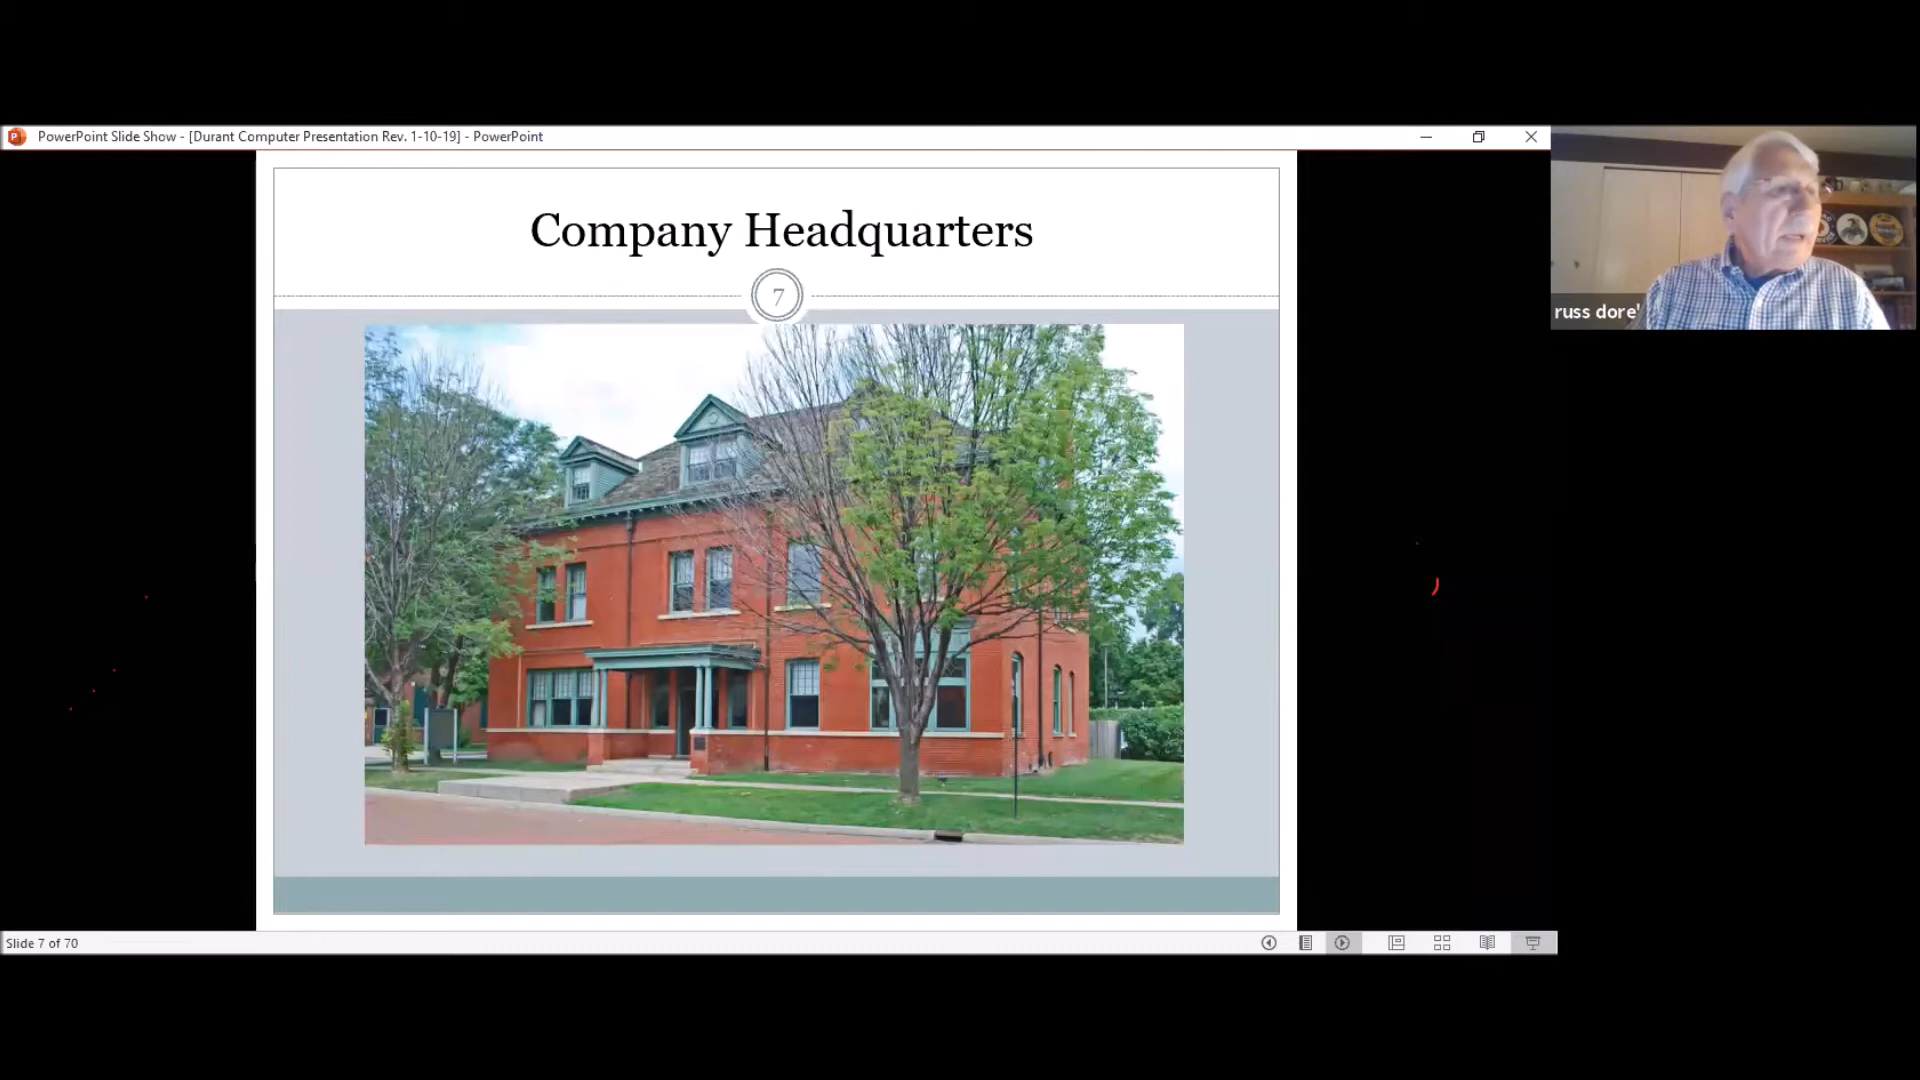 PowerPoint Slide Show - [Durant Computer Presentation Rev. 1-10-19] - PowerPoint
Company Headquarters
7
russ dore'
Slide 7 of 70